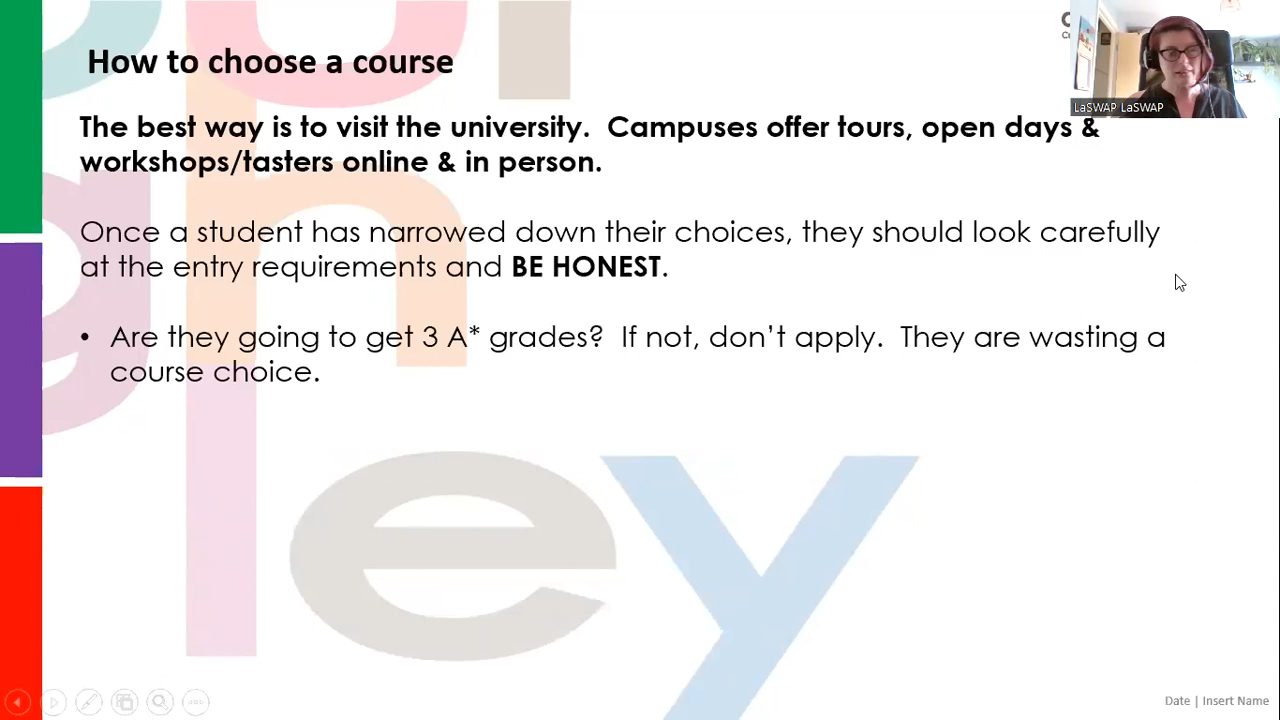 How to choose a course
LaSWAP LaSWAP
The best way is to visit the university.  Campuses offer tours, open days &
workshops/tasters online & in person.
Once a student has narrowed down their choices, they should look carefully
at the entry requirements and BE HONEST.
• Are they going to get 3 A* grades?  If not, don’t apply.  They are wasting a
course choice.
ey
Date | Insert Name